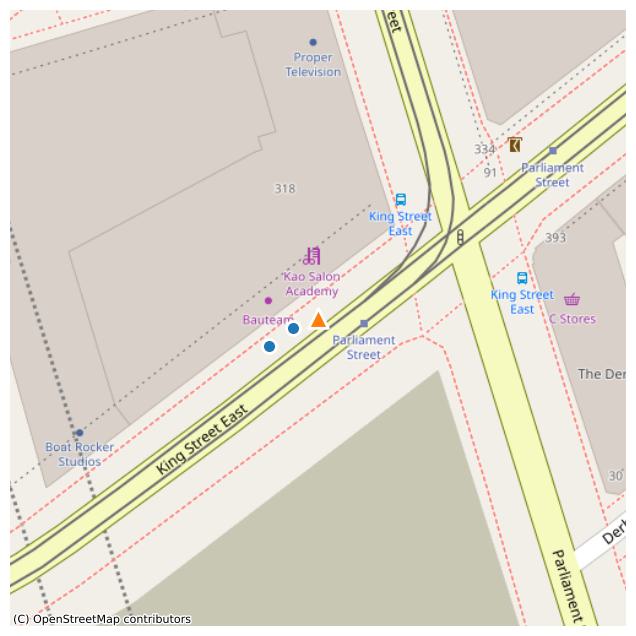 eet
Proper
Television
334
91
Parliament
Street
318
King Street
East
393
Kao Salon
Academy
King Street
East
Bauteam
C Stores
Parliament
Street
The Der
King Street East
Boat Rocker
Studios
30
Derb
Parliament
(C) OpenStreetMap contributors